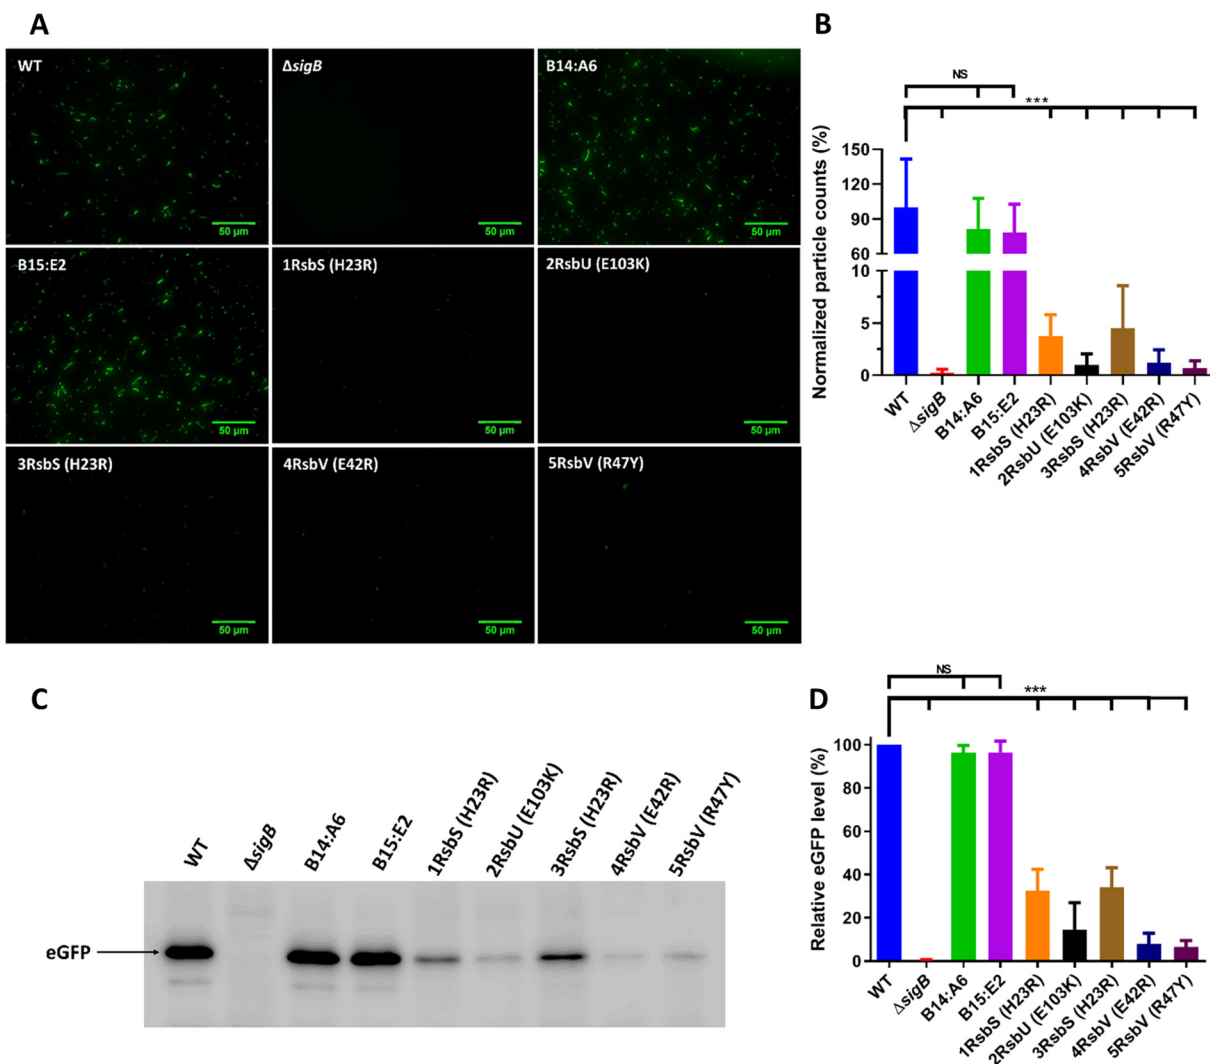 A
WT
ΔsigB
B14:A6
50 µm
50 µm
50 µm
B15:E2
1RsbS (H23R)
2RsbU (E103K)
50 µm
50 µm
50 µm
3RsbS (H23R)
4RsbV (E42R)
5RsbV (R47Y)
50 µm
50 µm
50 µm
B
NS
***
Normalized particle counts (%)
150
120
90
60
10
5
0
WT
ΔsigB
B14:A6
B15:E2
1RsbS (H23R)
2RsbU (E103K)
3RsbS (H23R)
4RsbV (E42R)
5RsbV (R47Y)
C
WT
ΔsigB
B14:A6
B15:E2
1RsbS (H23R)
2RsbU (E103K)
3RsbS (H23R)
4RsbV (E42R)
5RsbV (R47Y)
eGFP
D
NS
***
Relative eGFP level (%)
100
80
60
40
20
0
WT
ΔsigB
B14:A6
B15:E2
1RsbS (H23R)
2RsbU (E103K)
3RsbS (H23R)
4RsbV (E42R)
5RsbV (R47Y)